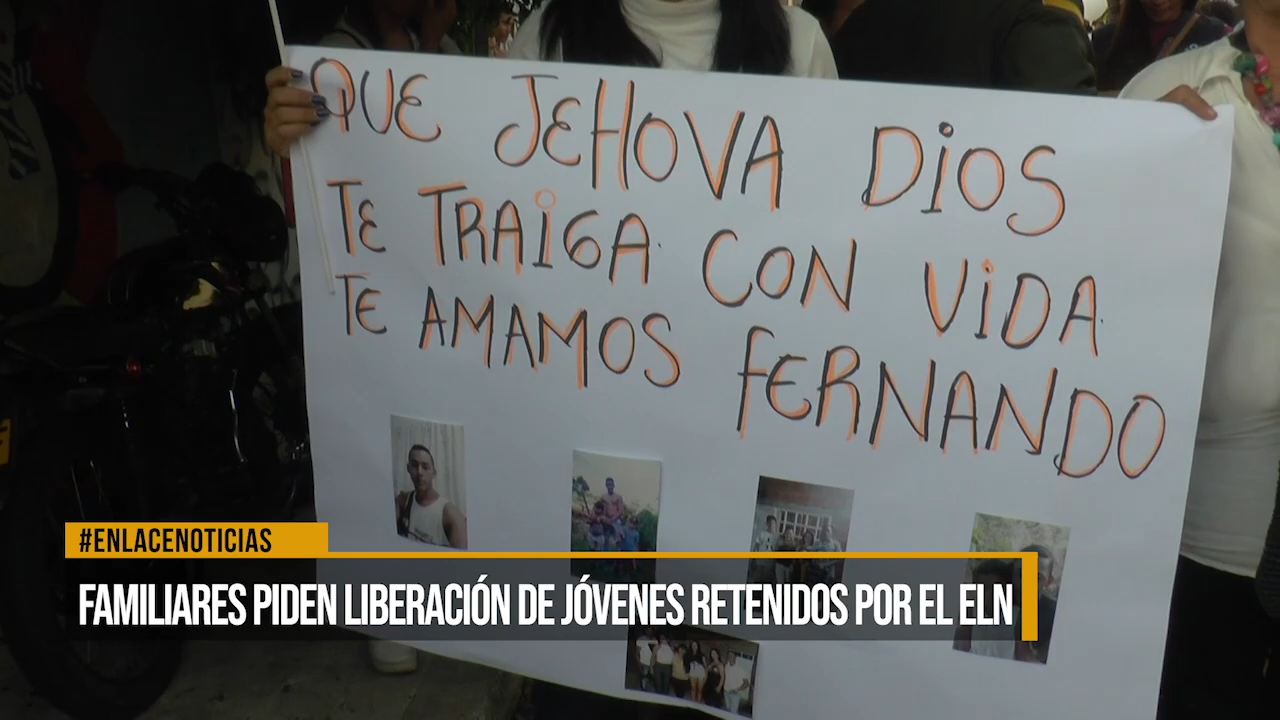 QUE JEHOVA DiOS
TE TRAiGA CON ViDA
TE AMAMOS fERNANDO
#ENLACENOTICIAS
FAMILIARES PIDEN LIBERACIÓN DE JÓVENES RETENIDOS POR EL ELN